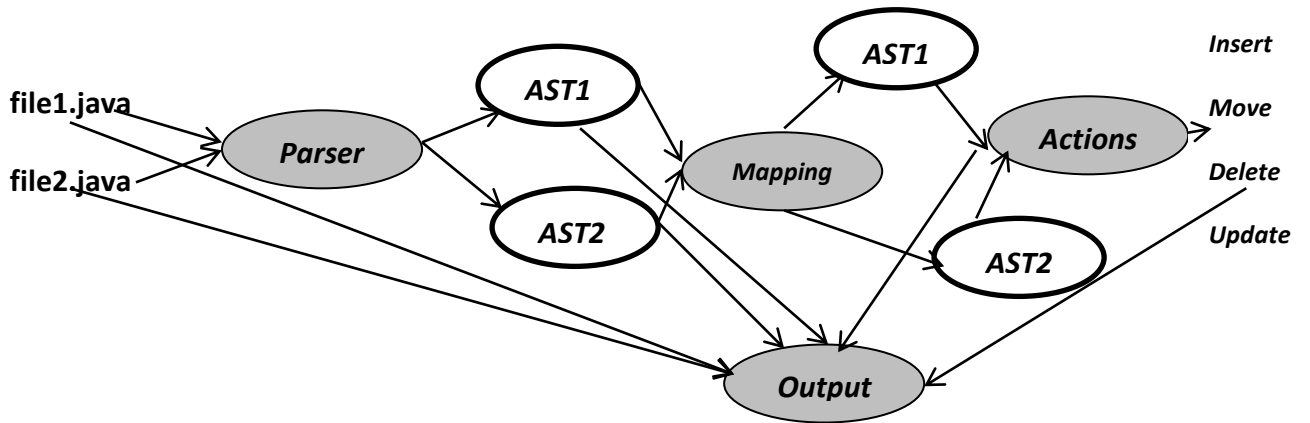 file1.java
file2.java
Parser
AST1
AST2
Mapping
AST1
AST2
Actions
Insert
Move
Delete
Update
Output